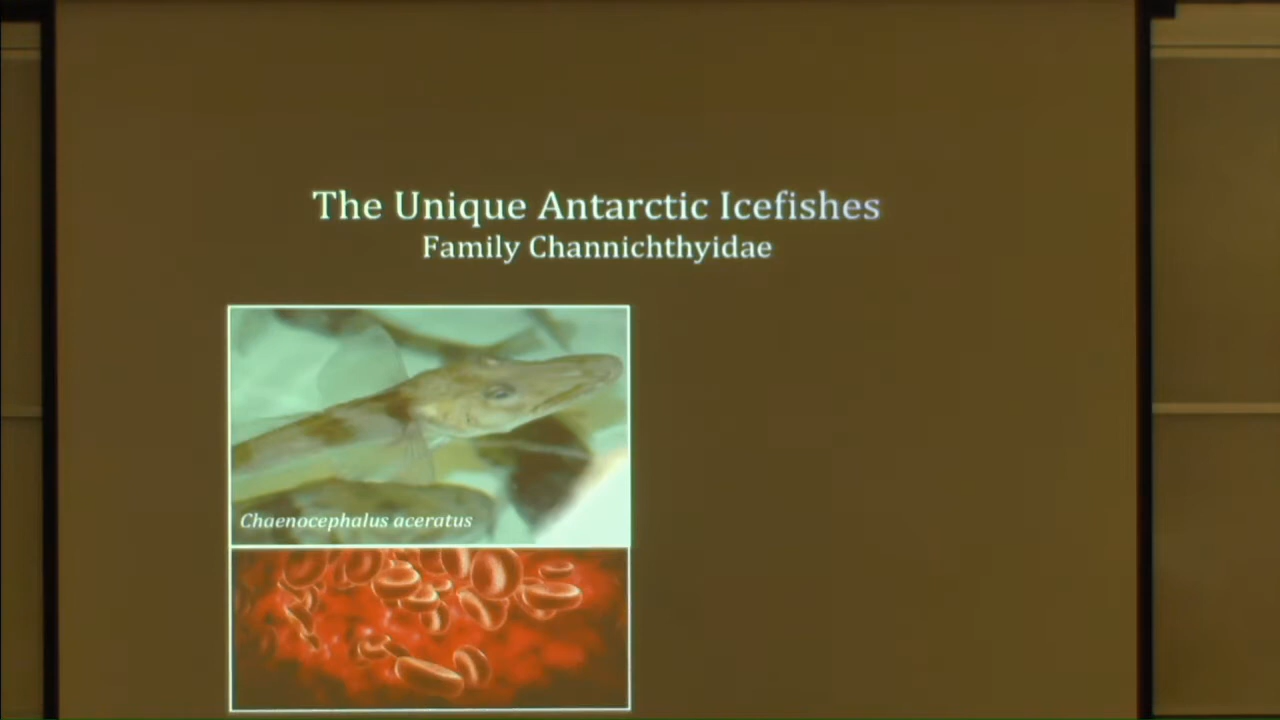 The Unique Antarctic Icefishes
Family Channichthyidae
Chaenocephalus aceratus